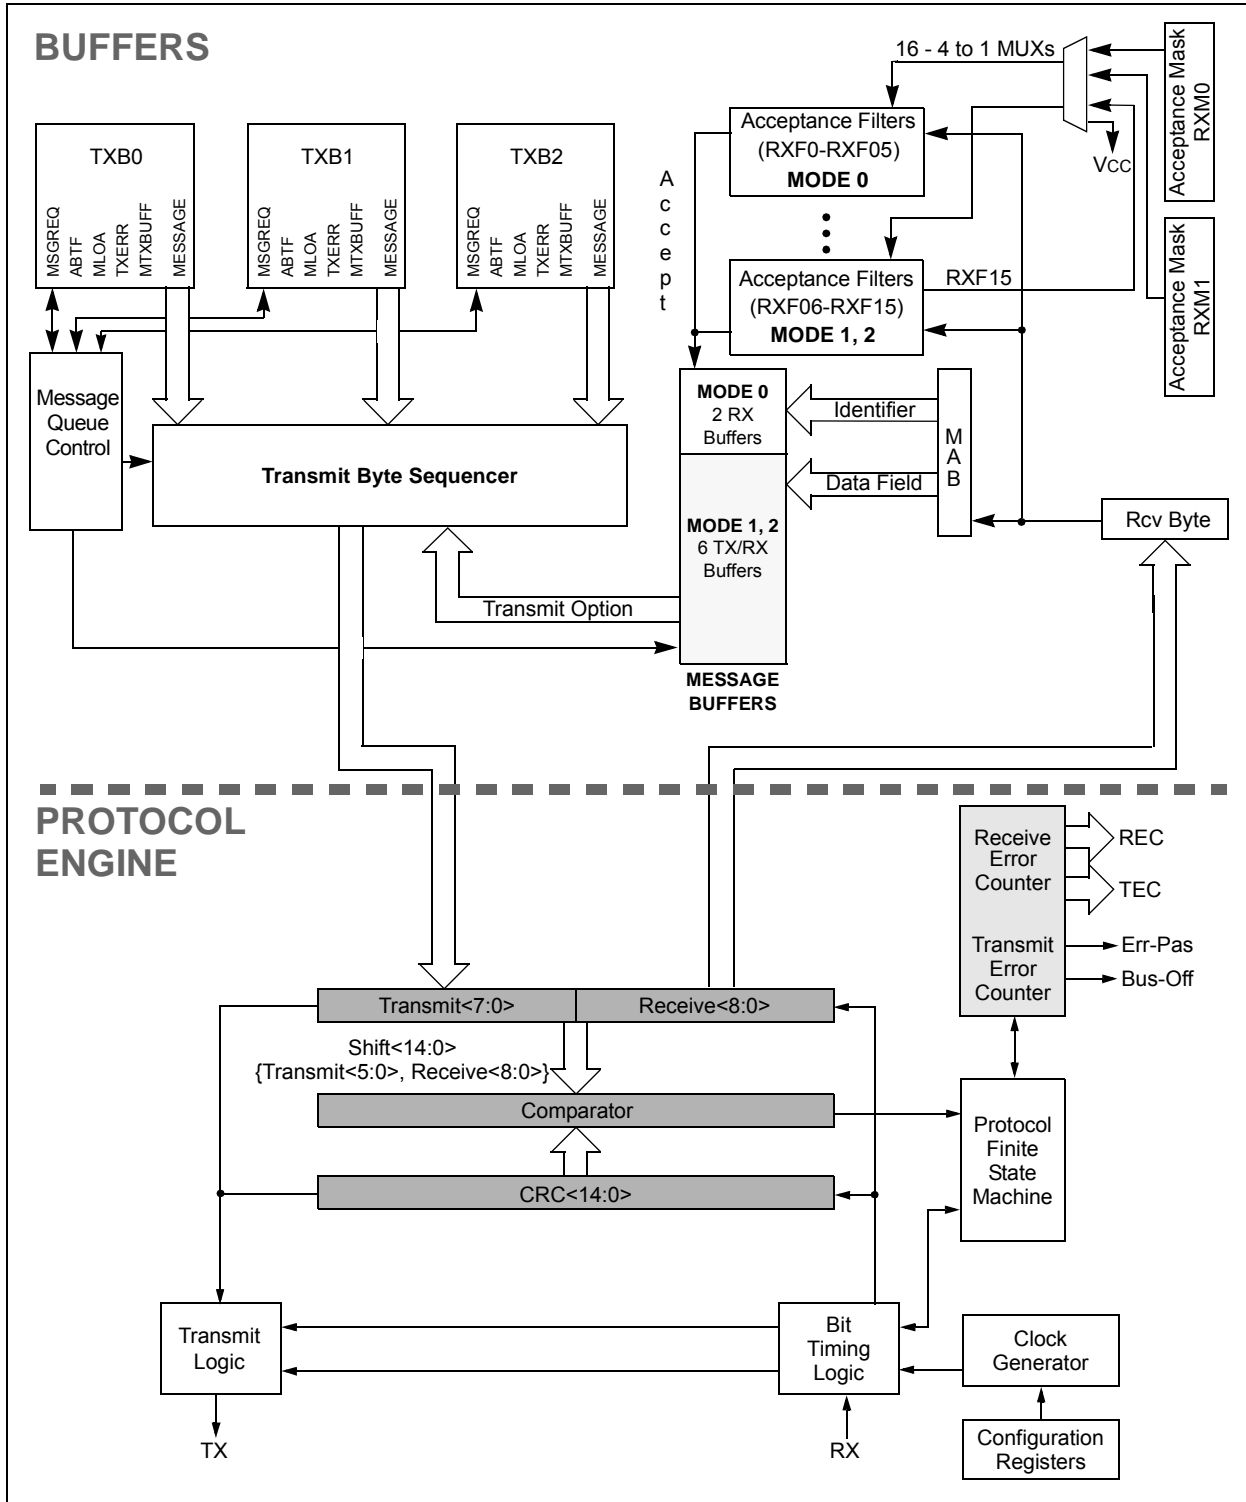 BUFFERS
16 - 4 to 1 MUXs
Acceptance Mask
RXM0
VCC
Acceptance Filters
(RXF0-RXF05)
MODE 0
Accept
TXB0
MSGREQ
ABTF
MLOA
TXERR
MTXBUFF
MESSAGE
TXB1
MSGREQ
ABTF
MLOA
TXERR
MTXBUFF
MESSAGE
TXB2
MSGREQ
ABTF
MLOA
TXERR
MTXBUFF
MESSAGE
Acceptance Filters
(RXF06-RXF15)
MODE 1, 2
RXF15
Acceptance Mask
RXM1
Message
Queue
Control
Transmit Byte Sequencer
MODE 0
2 RX
Buffers
Identifier
Data Field
MAB
Rcv Byte
MODE 1, 2
6 TX/RX
Buffers
Transmit Option
MESSAGE
BUFFERS
PROTOCOL
ENGINE
Receive
Error
Counter
REC
TEC
Transmit
Error
Counter
Err-Pas
Bus-Off
Transmit<7:0>
Receive<8:0>
Shift<14:0>
{Transmit<5:0>, Receive<8:0>}
Comparator
CRC<14:0>
Protocol
Finite
State
Machine
Transmit
Logic
Bit
Timing
Logic
Clock
Generator
TX
RX
Configuration
Registers